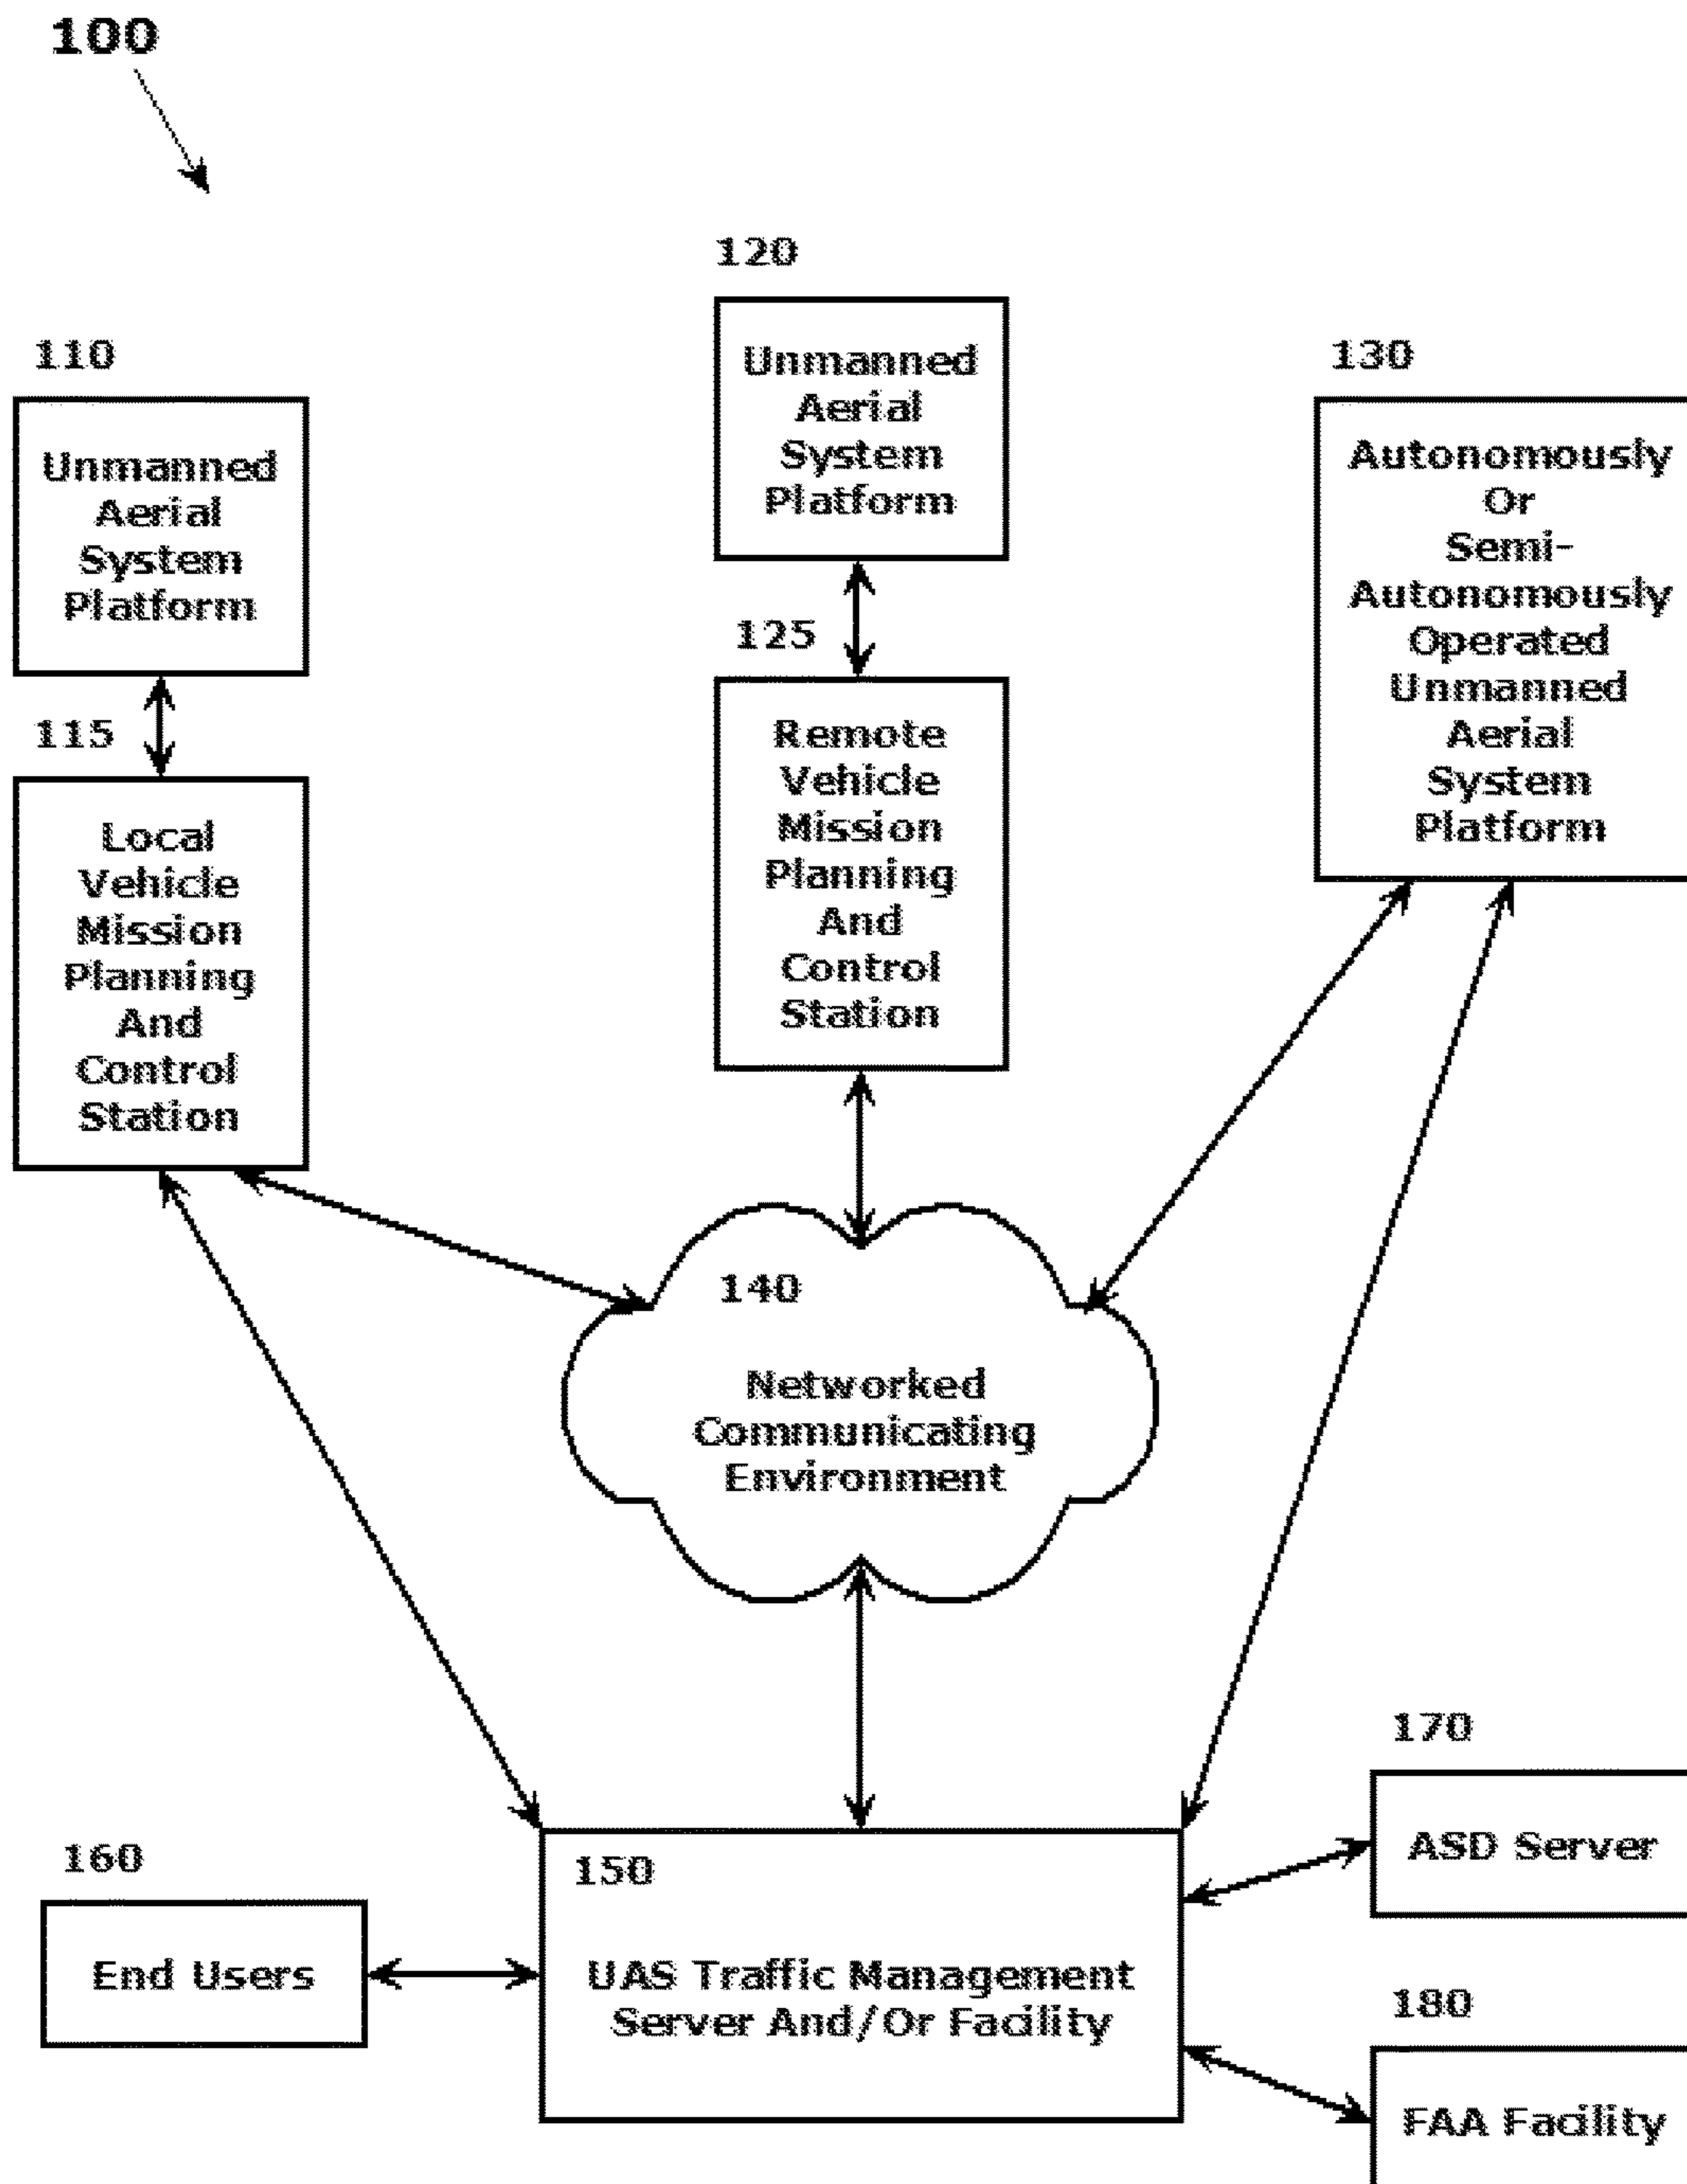 100
120
Unmanned
Aerial
System
Platform
110
Unmanned
Aerial
System
Platform
130
Autonomously
Or
Semi-
Autonomously
Operated
Unmanned
Aerial
System
Platform
125
Remote
Vehicle
Mission
Planning
And
Control
Station
115
Local
Vehicle
Mission
Planning
And
Control
Station
140
Networked
Communicating
Environment
170
ASD Server
160
End Users
150
UAS Traffic Management
Server And/Or Facility
180
FAA Facility